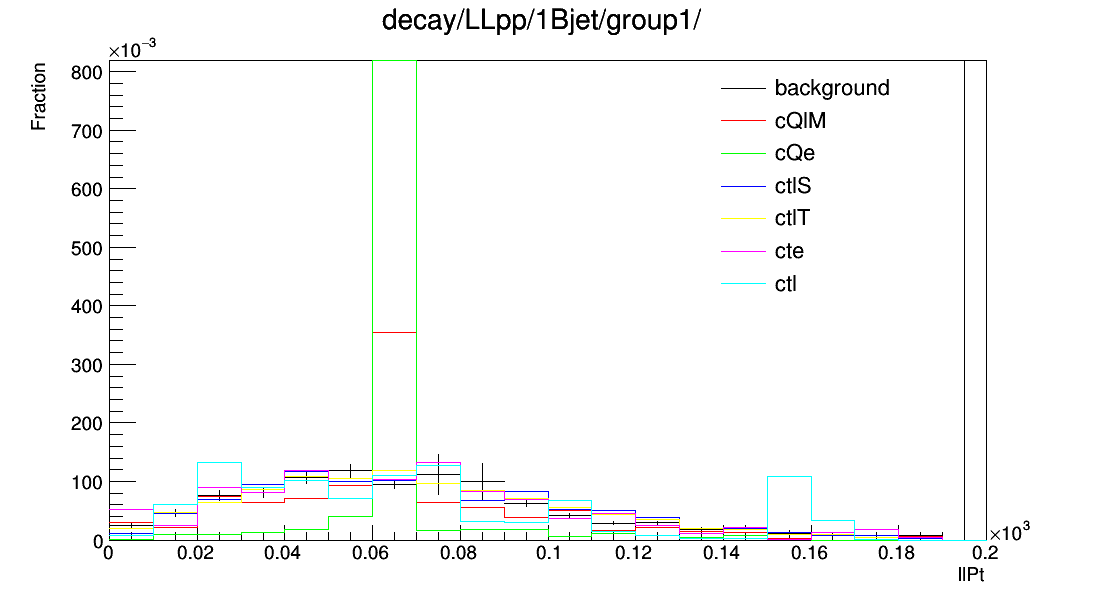 decay/LLpp/1Bjet/group1/
×10⁻³
Fraction
800
700
600
500
400
300
200
100
0
background
cQlM
cQe
ctlS
ctlT
cte
ctl
0 0.02 0.04 0.06 0.08 0.1 0.12 0.14 0.16 0.18 0.2
×10³
llPt